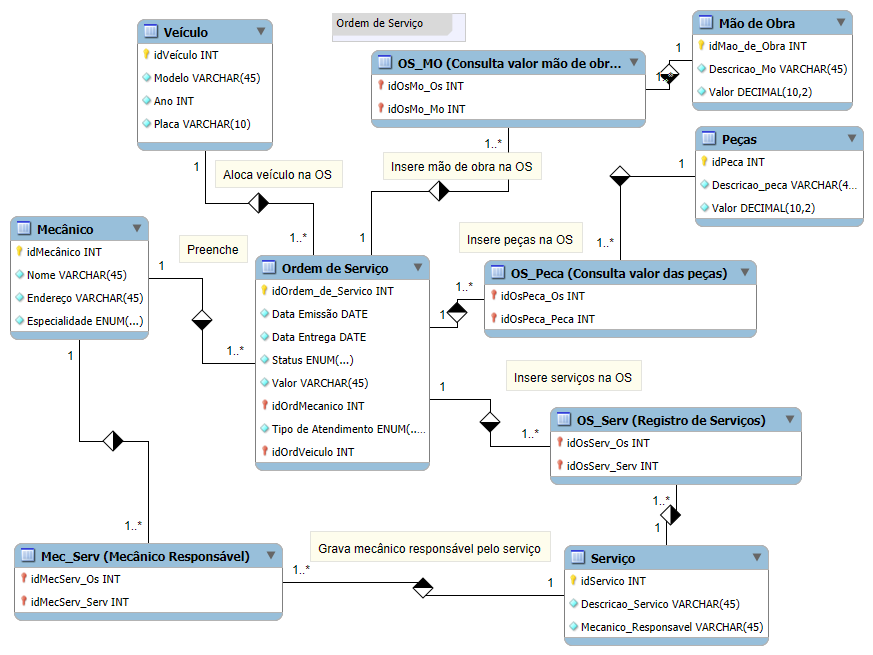 Ordem de Serviço
Veículo
idVeículo INT
Modelo VARCHAR(45)
Ano INT
Placa VARCHAR(10)
OS_MO (Consulta valor mão de obr...
idOsMo_Os INT
idOsMo_Mo INT
Mão de Obra
idMao_de_Obra INT
Descricao_Mo VARCHAR(45)
Valor DECIMAL(10,2)
1
1..*
Peças
idPeca INT
Descricao_peca VARCHAR(4...
Valor DECIMAL(10,2)
1
1..*
1
1..*
Aloca veículo na OS
1..*
1
Insere mão de obra na OS
Mecânico
idMecânico INT
Nome VARCHAR(45)
Endereço VARCHAR(45)
Especialidade ENUM(...)
1
1..*
Preenche
Insere peças na OS
Ordem de Serviço
idOrdem_de_Servico INT
Data Emissão DATE
Data Entrega DATE
Status ENUM(...)
Valor VARCHAR(45)
idOrdMecanico INT
Tipo de Atendimento ENUM(.....
idOrdVeiculo INT
1..*
1
OS_Peca (Consulta valor das peças)
idOsPeca_Os INT
idOsPeca_Peca INT
1
1..*
Insere serviços na OS
OS_Serv (Registro de Serviços)
idOsServ_Os INT
idOsServ_Serv INT
1..*
1
1
1..*
Mec_Serv (Mecânico Responsável)
idMecServ_Os INT
idMecServ_Serv INT
1..*
1
Grava mecânico responsável pelo serviço
Serviço
idServico INT
Descricao_Servico VARCHAR(45)
Mecanico_Responsavel VARCHAR(45)